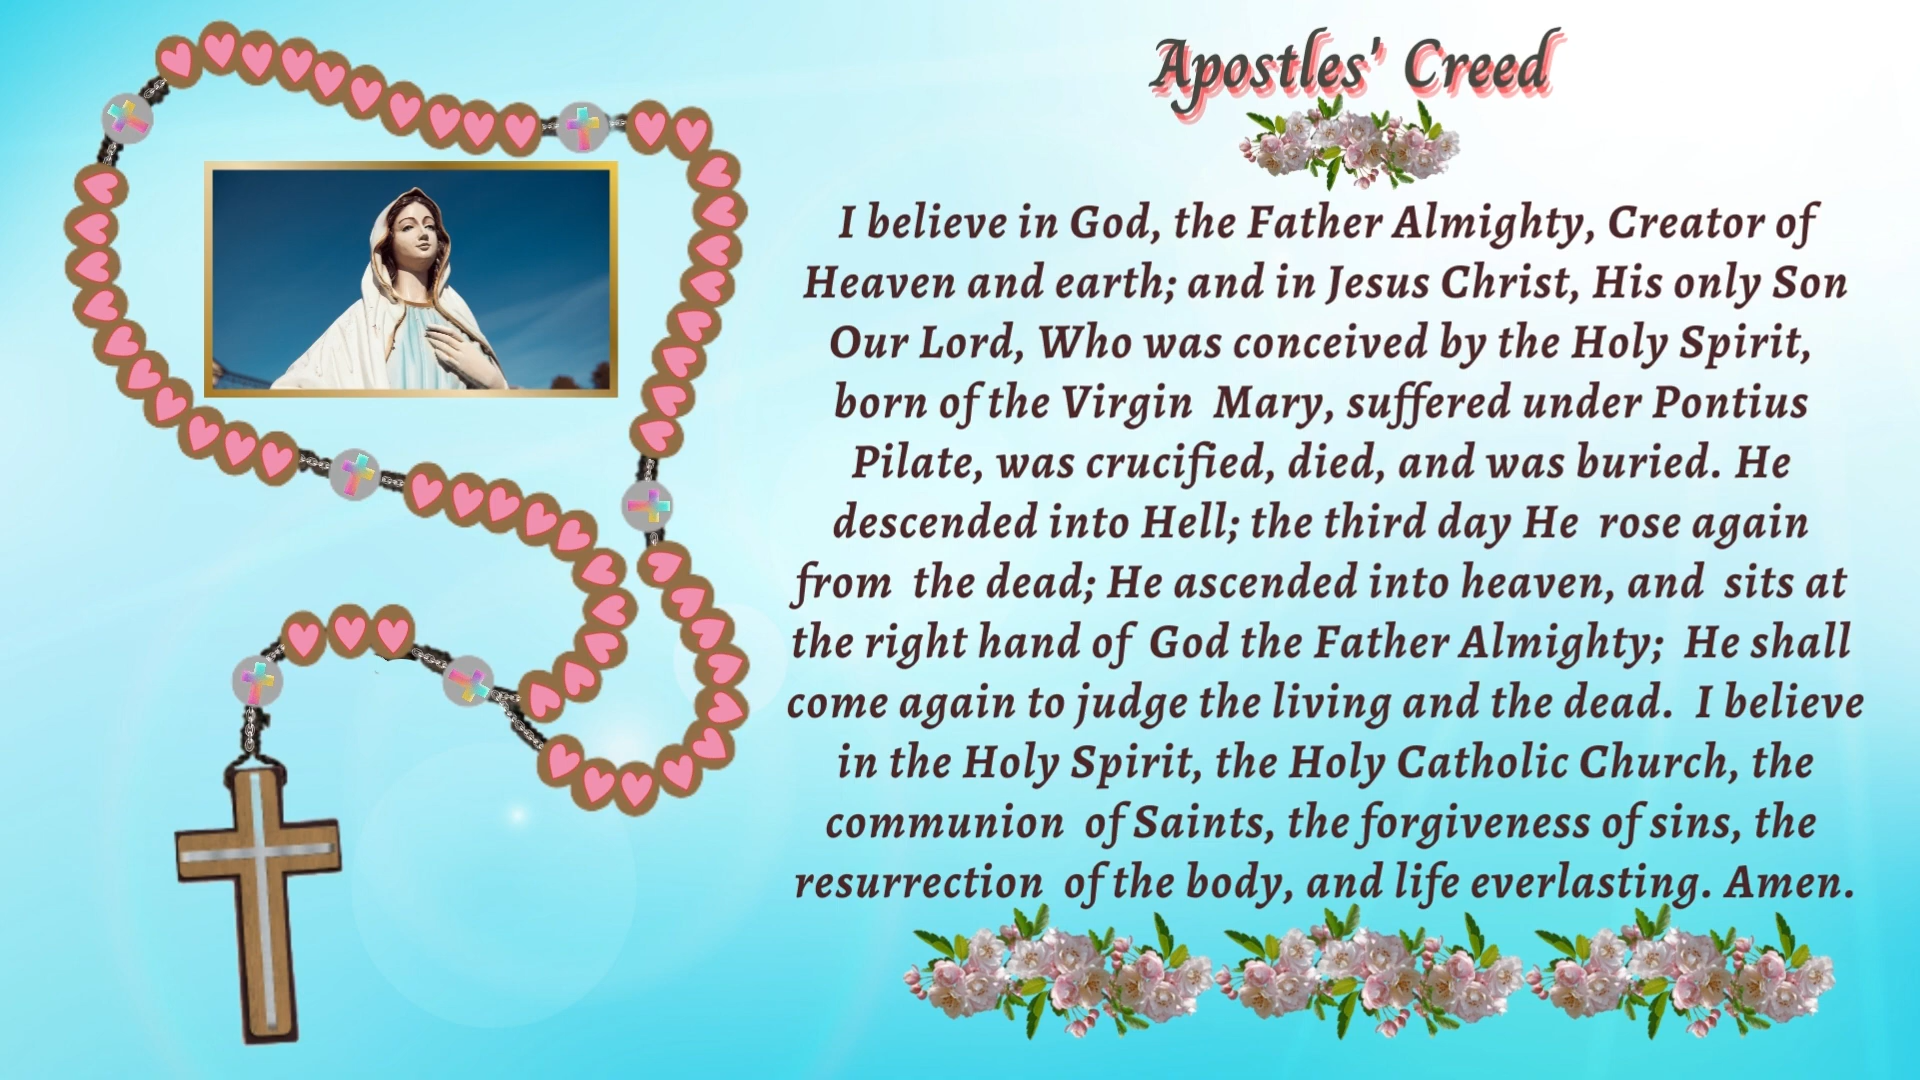 Apostles' Creed
I believe in God, the Father Almighty, Creator of
Heaven and earth; and in Jesus Christ, His only Son
Our Lord, Who was conceived by the Holy Spirit,
born of the Virgin Mary, suffered under Pontius
Pilate, was crucified, died, and was buried. He
descended into Hell; the third day He rose again
from the dead; He ascended into heaven, and sits at
the right hand of God the Father Almighty; He shall
come again to judge the living and the dead. I believe
in the Holy Spirit, the Holy Catholic Church, the
communion of Saints, the forgiveness of sins, the
resurrection of the body, and life everlasting. Amen.